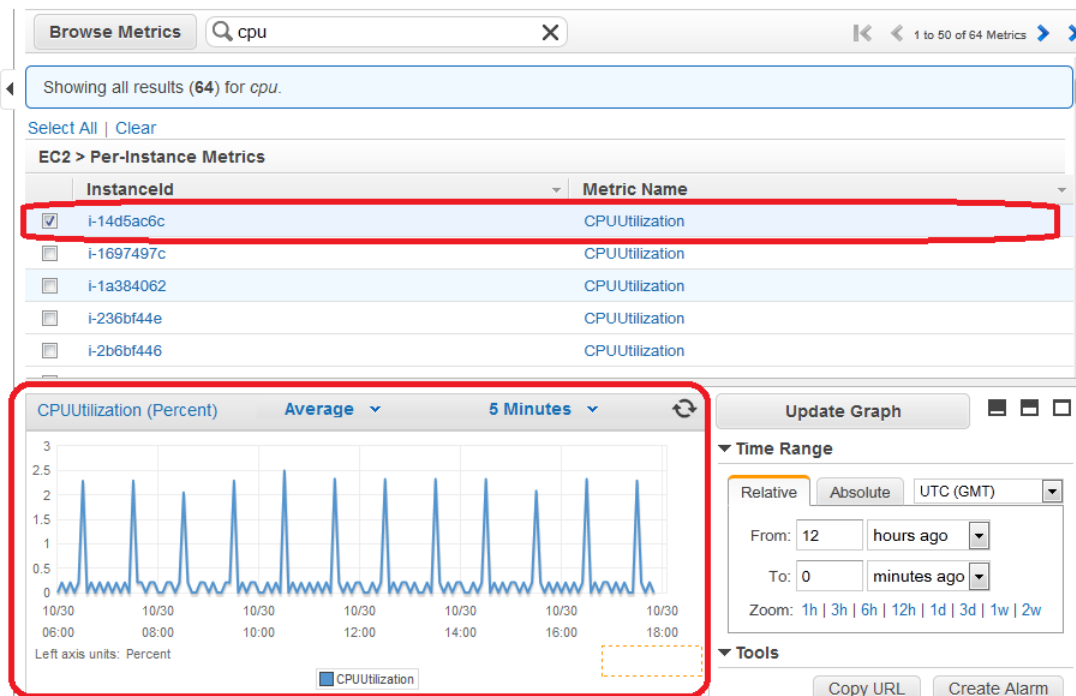 Browse Metrics cpu 1 to 50 of 64 Metrics
Showing all results (64) for cpu.
Select All | Clear
EC2 > Per-Instance Metrics
InstanceId Metric Name
i-14d5ac6c CPUUtilization
i-1697497c CPUUtilization
i-1a384062 CPUUtilization
i-236bf44e CPUUtilization
i-2b6bf446 CPUUtilization
CPUUtilization (Percent) Average 5 Minutes
3
2.5
2
1.5
1
0.5
0
10/30 10/30 10/30 10/30 10/30 10/30 10/30
06:00 08:00 10:00 12:00 14:00 16:00 18:00
Left axis units: Percent
CPUUtilization
Update Graph
Time Range
Relative Absolute UTC (GMT)
From: 12 hours ago
To: 0 minutes ago
Zoom: 1h | 3h | 6h | 12h | 1d | 3d | 1w | 2w
Tools
Copy URL Create Alarm